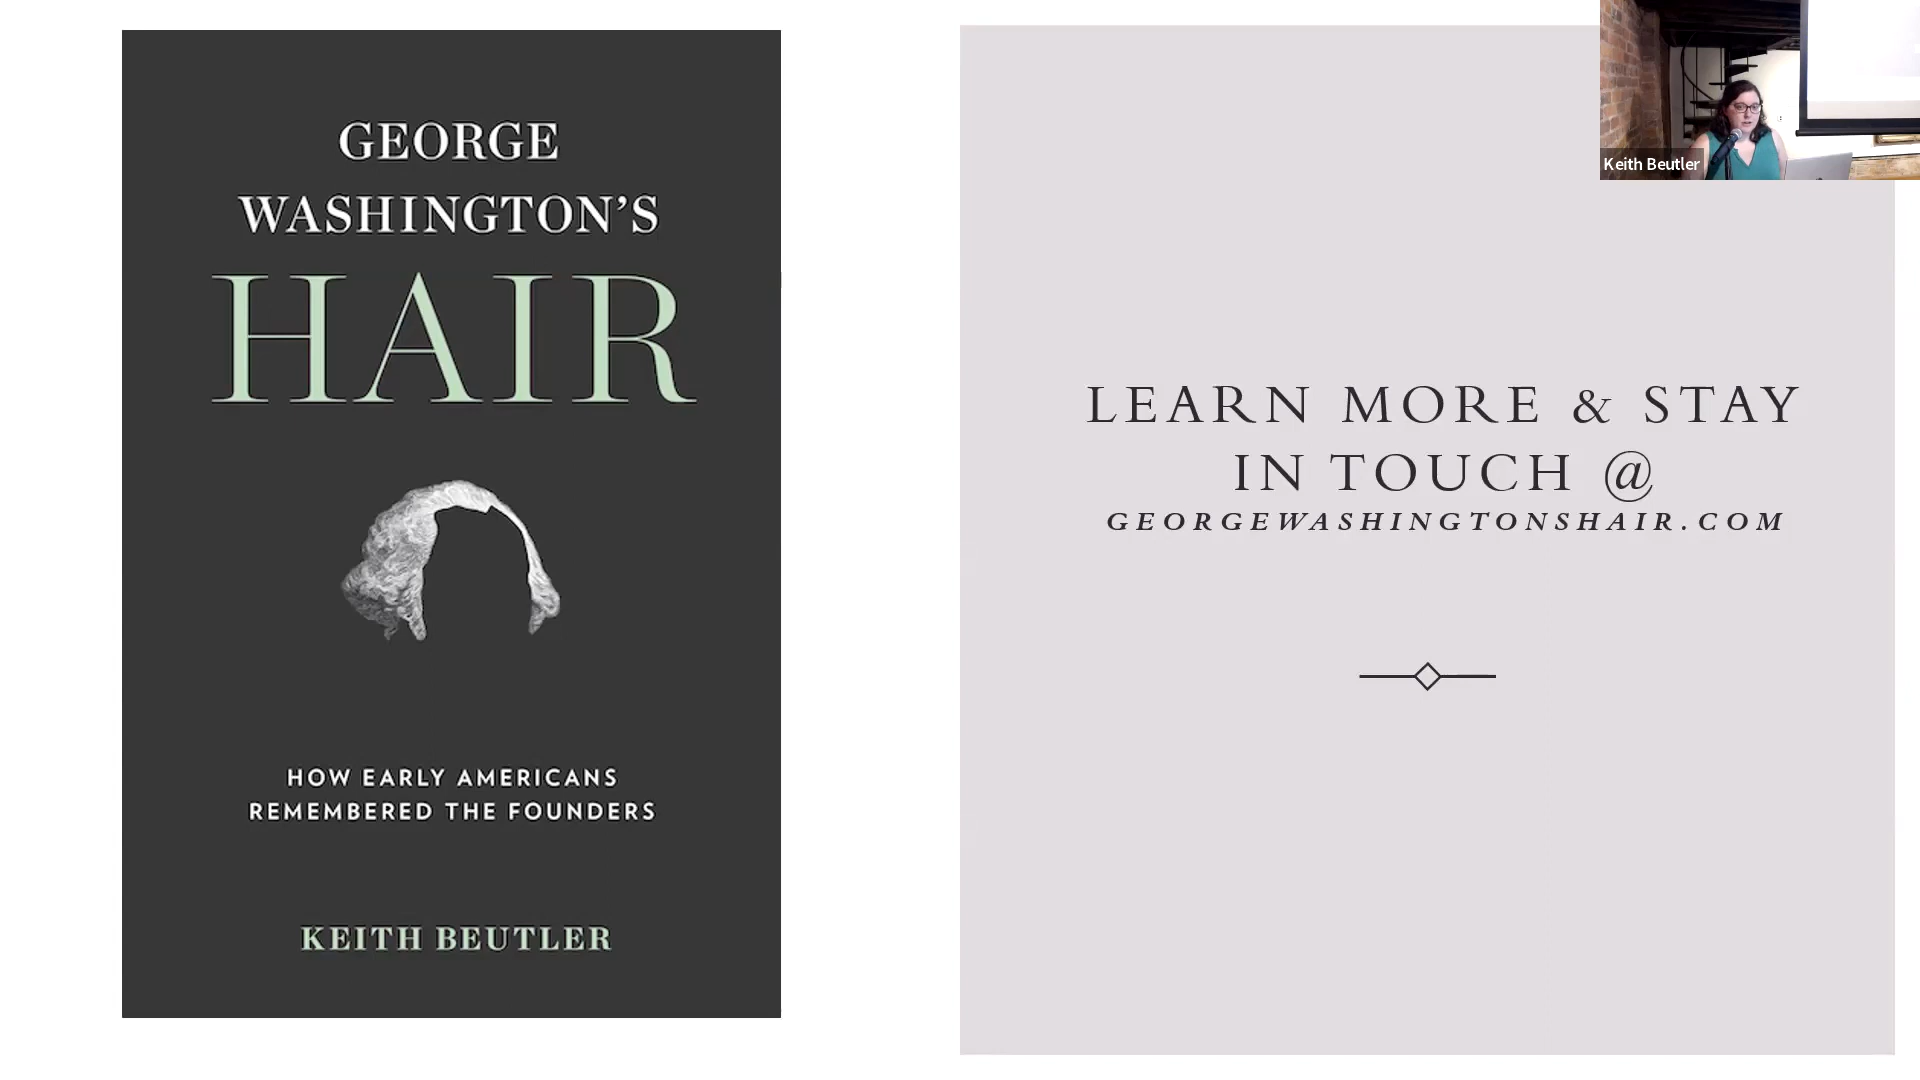 GEORGE
WASHINGTON’S
HAIR
HOW EARLY AMERICANS
REMEMBERED THE FOUNDERS
KEITH BEUTLER
LEARN MORE & STAY
IN TOUCH @
GEORGEWASHINGTONSHAIR.COM
Keith Beutler